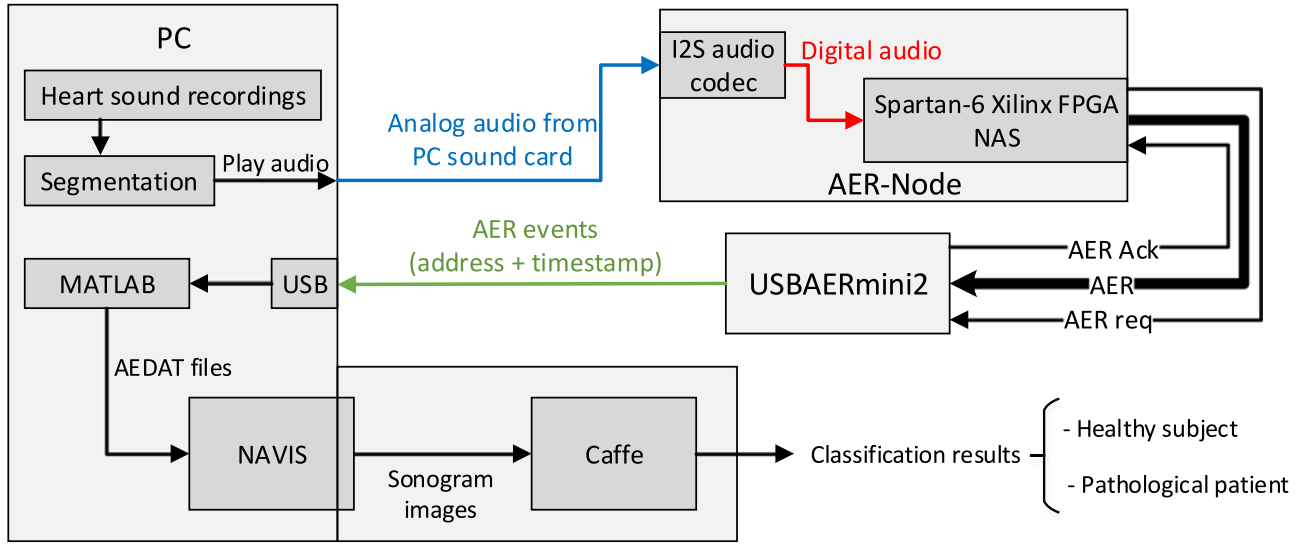 PC
Heart sound recordings
Segmentation
Play audio
Analog audio from
PC sound card
I2S audio
codec
Digital audio
Spartan-6 Xilinx FPGA
NAS
AER-Node
AER events
(address + timestamp)
USBAERmini2
AER Ack
AER
AER req
MATLAB
USB
AEDAT files
NAVIS
Sonogram
images
Caffe
Classification results
- Healthy subject
- Pathological patient